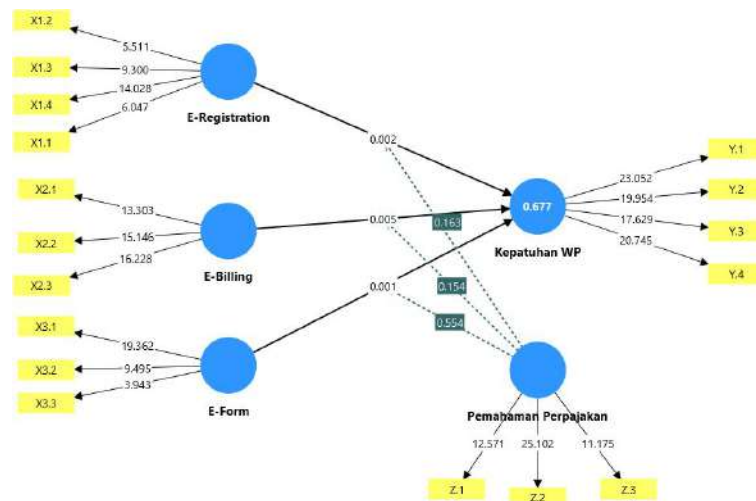 X1.2
X1.3
X1.4
X1.1
5.511
9.300
14.028
6.047
E-Registration
0.002
X2.1
X2.2
X2.3
13.303
15.146
16.228
E-Billing
0.005
0.163
0.677
Kepatuhan WP
23.052
19.954
17.629
20.745
Y.1
Y.2
Y.3
Y.4
0.154
0.001
0.554
X3.1
X3.2
X3.3
19.362
9.495
3.943
E-Form
Pemahaman Perpajakan
12.571
25.102
11.175
Z.1
Z.2
Z.3